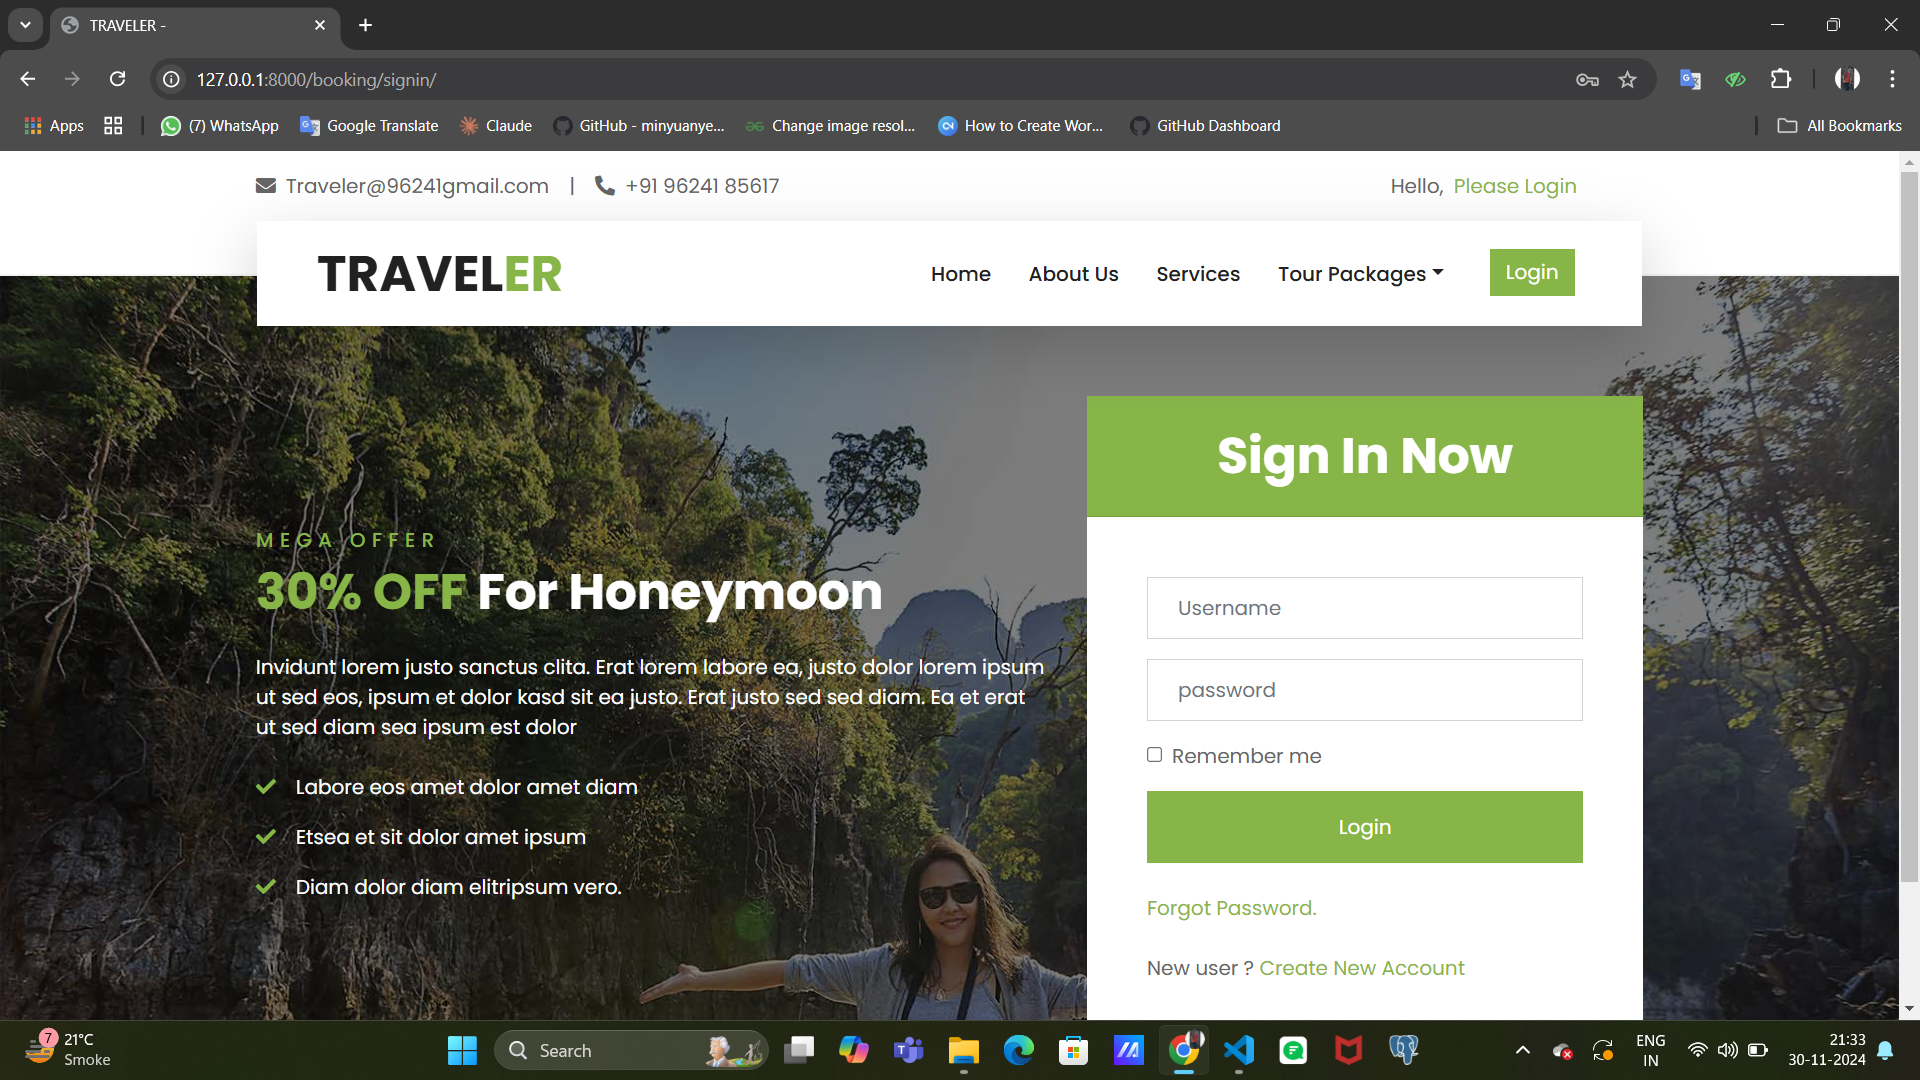 TRAVELER -
127.0.0.1:8000/booking/signin/
Apps
(7) WhatsApp
Google Translate
Claude
GitHub - minyuanye...
Change image resol...
How to Create Wor...
GitHub Dashboard
All Bookmarks
Traveler@96241gmail.com | +91 96241 85617
Hello, Please Login
TRAVELER
Home About Us Services Tour Packages Login
MEGA OFFER
30% OFF For Honeymoon
Invidunt lorem justo sanctus clita. Erat lorem labore ea, justo dolor lorem ipsum
ut sed eos, ipsum et dolor kasd sit ea justo. Erat justo sed sed diam. Ea et erat
ut sed diam sea ipsum est dolor
Labore eos amet dolor amet diam
Etsea et sit dolor amet ipsum
Diam dolor diam elitripsum vero.
Sign In Now
Username
password
Remember me
Login
Forgot Password.
New user ? Create New Account
7
21°C
Smoke
Search
ENG
IN
21:33
30-11-2024